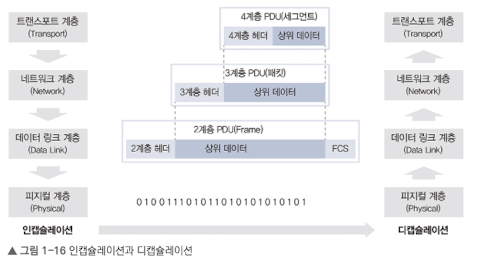 트랜스포트 계층
(Transport)
네트워크 계층
(Network)
데이터 링크 계층
(Data Link)
피지컬 계층
(Physical)
인캡슐레이션
4계층 PDU(세그먼트)
4계층 헤더 상위 데이터
3계층 PDU(패킷)
3계층 헤더 상위 데이터
2계층 PDU(Frame)
2계층 헤더 상위 데이터 FCS
01001110101101010101010101
트랜스포트 계층
(Transport)
네트워크 계층
(Network)
데이터 링크 계층
(Data Link)
피지컬 계층
(Physical)
디캡슐레이션
▲ 그림 1-16 인캡슐레이션과 디캡슐레이션